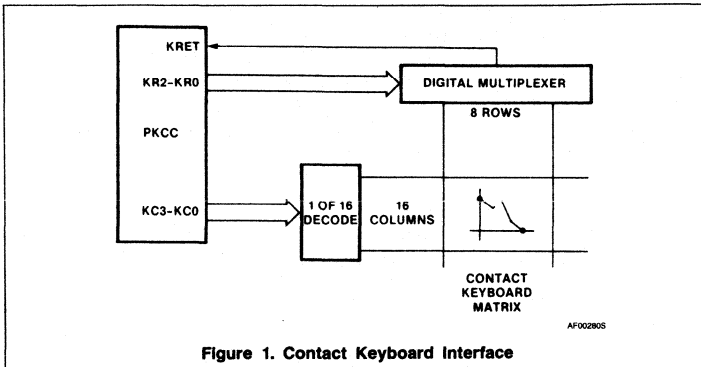 KRET
KR2–KR0
DIGITAL MULTIPLEXER
8 ROWS
PKCC
KC3–KC0
1 OF 16
DECODE
16
COLUMNS
CONTACT
KEYBOARD
MATRIX
AF00280S
Figure 1. Contact Keyboard Interface